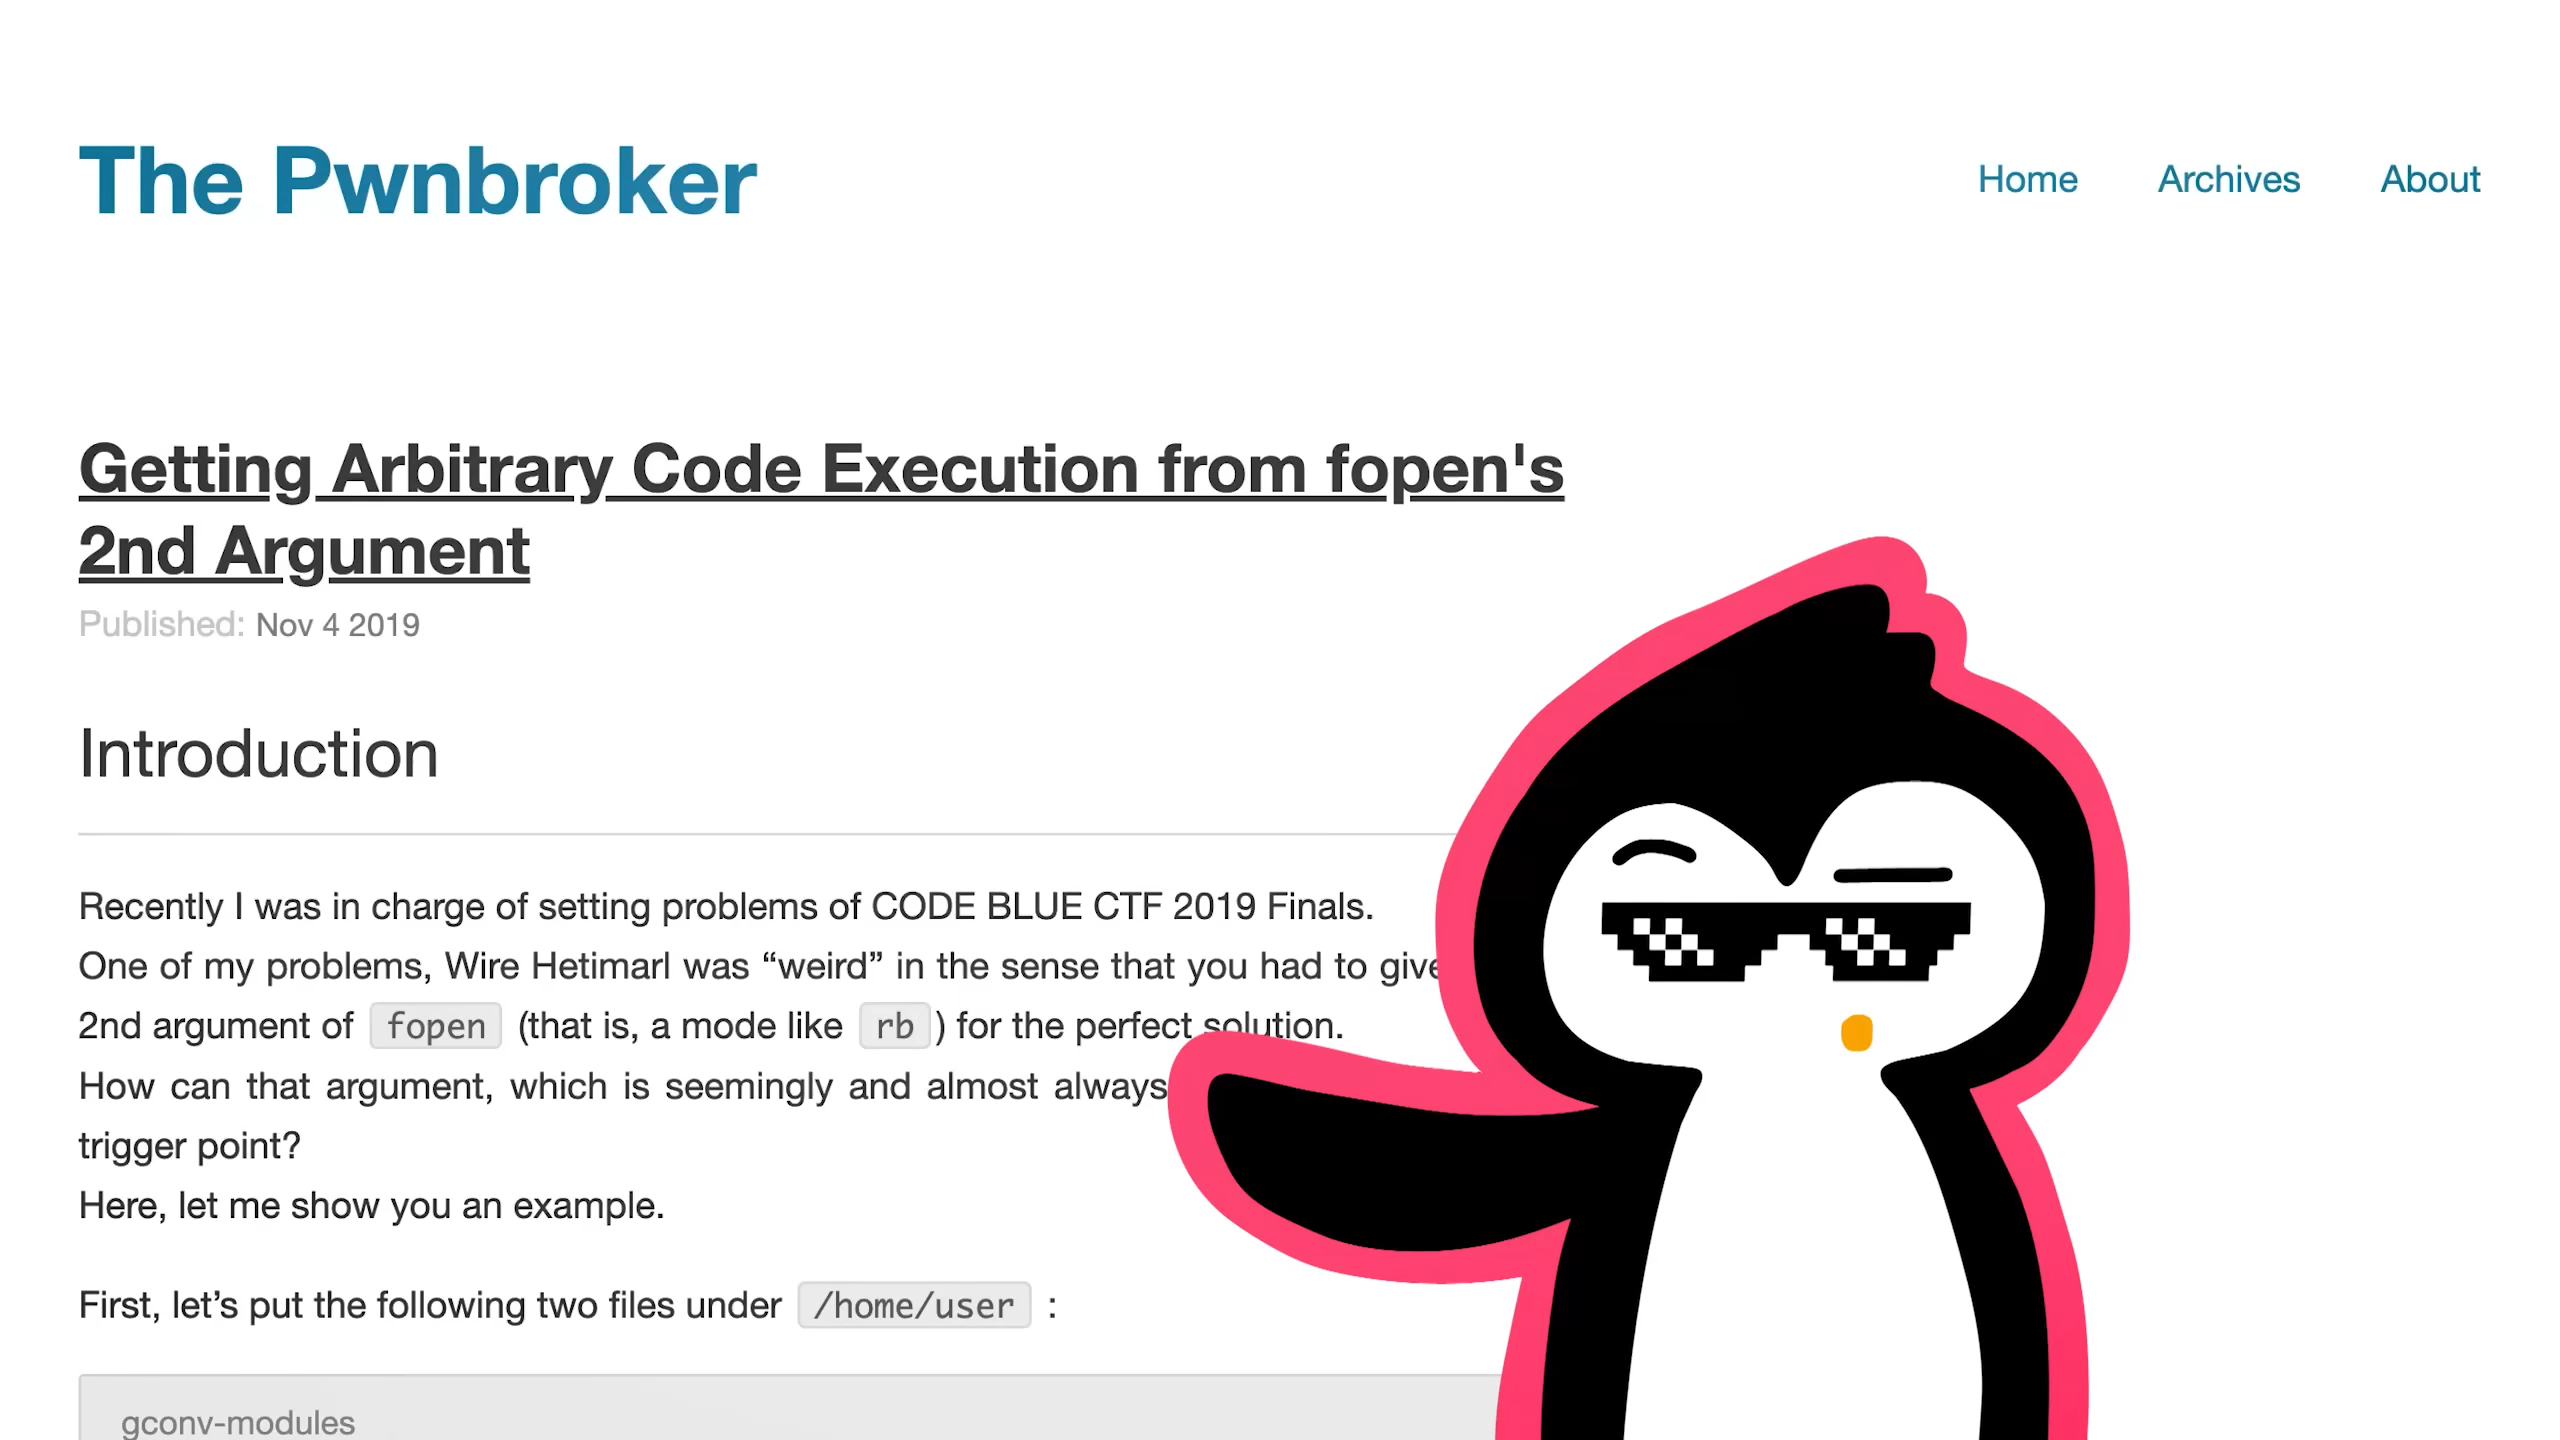 The Pwnbroker
Home Archives About
Getting Arbitrary Code Execution from fopen's
2nd Argument
Published: Nov 4 2019
Introduction
Recently I was in charge of setting problems of CODE BLUE CTF 2019 Finals.
One of my problems, Wire Hetimarl was “weird” in the sense that you had to give
2nd argument of fopen (that is, a mode like rb ) for the perfect solution.
How can that argument, which is seemingly and almost always
trigger point?
Here, let me show you an example.
First, let’s put the following two files under /home/user :
gconv-modules